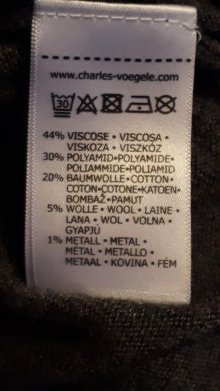 www.charles-voegele.com
30
44% VISCOSE • VISCOSA •
VISKOZA • VISZKÓZ
30% POLYAMID•POLYAMIDE•
POLIAMMIDE•POLIAMID
20% BAUMWOLLE•COTTON•
COTON•COTONE•KATOEN•
BOMBAŽ•PAMUT
5% WOLLE • WOOL • LAINE •
LANA • WOL • VOLNA •
GYAPJÚ
1% METALL • METAL •
MÉTAL • METALLO •
METAAL • KOVINA • FÉM